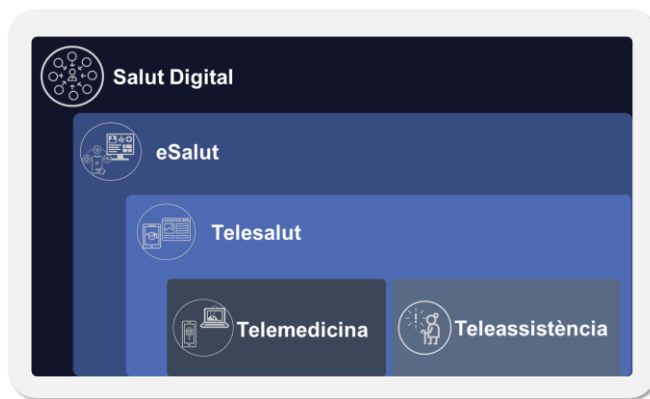 Salut Digital
eSalut
Telesalut
Telemedicina
Teleassistència